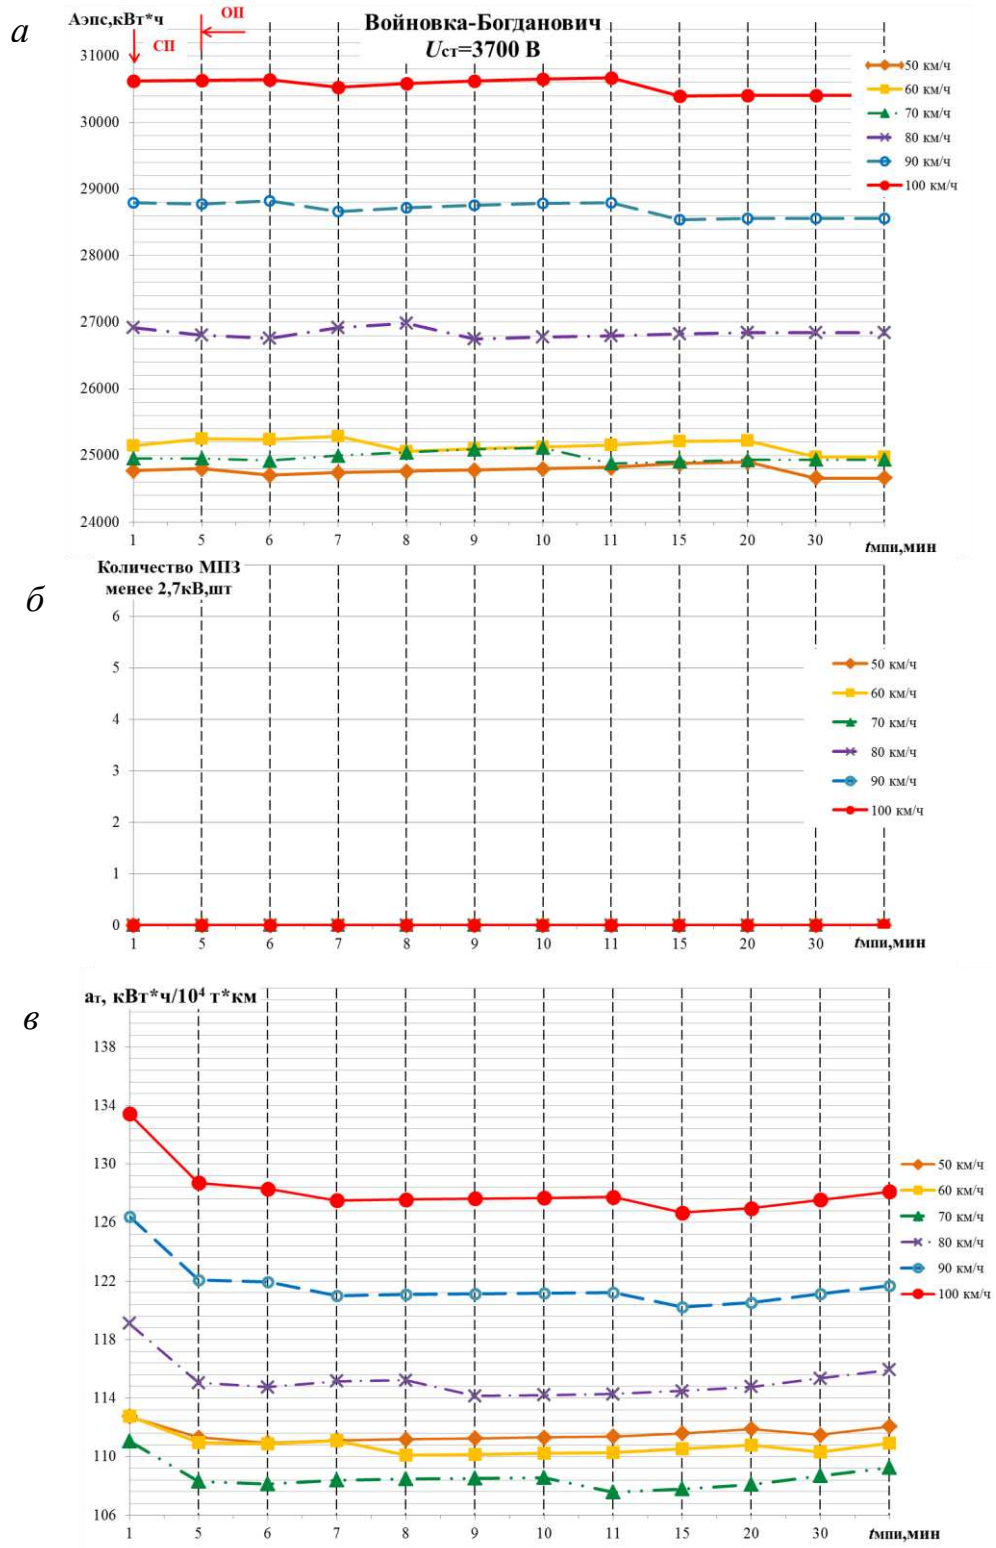 а
Аэпс,кВт*ч
ОП
СП
Войновка-Богданович
Uст=3700 В
31000
30000
29000
28000
27000
26000
25000
24000
50 км/ч
60 км/ч
70 км/ч
80 км/ч
90 км/ч
100 км/ч
1 5 6 7 8 9 10 11 15 20 30 tмпи,мин
б
Количество МПЗ
менее 2,7кВ,шт
6
5
4
3
2
1
0
50 км/ч
60 км/ч
70 км/ч
80 км/ч
90 км/ч
100 км/ч
1 5 6 7 8 9 10 11 15 20 30 tмпи,мин
в
aт, кВт*ч/10⁴ т*км
138
134
130
126
122
118
114
110
106
50 км/ч
60 км/ч
70 км/ч
80 км/ч
90 км/ч
100 км/ч
1 5 6 7 8 9 10 11 15 20 30 tмпи,мин